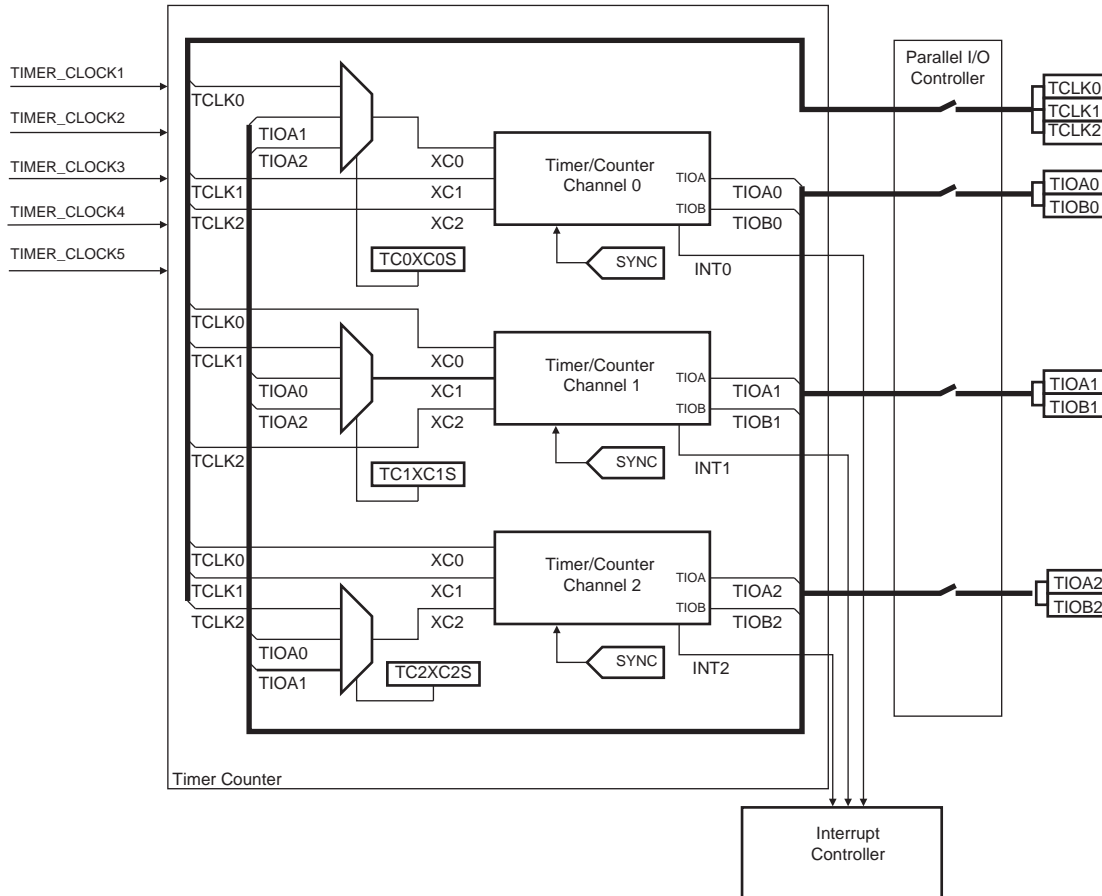 TIMER_CLOCK1
TIMER_CLOCK2
TIMER_CLOCK3
TIMER_CLOCK4
TIMER_CLOCK5
TCLK0
TIOA1
TIOA2
TCLK1
TCLK2
XC0
XC1
XC2
TC0XC0S
Timer/Counter
Channel 0
TIOA
TIOB
TIOA0
TIOB0
SYNC
INT0
TCLK0
TCLK1
TIOA0
TIOA2
TCLK2
XC0
XC1
XC2
TC1XC1S
Timer/Counter
Channel 1
TIOA
TIOB
TIOA1
TIOB1
SYNC
INT1
TCLK0
TCLK1
TCLK2
TIOA0
TIOA1
XC0
XC1
XC2
TC2XC2S
Timer/Counter
Channel 2
TIOA
TIOB
TIOA2
TIOB2
SYNC
INT2
Timer Counter
Parallel I/O
Controller
TCLK0
TCLK1
TCLK2
TIOA0
TIOB0
TIOA1
TIOB1
TIOA2
TIOB2
Interrupt
Controller